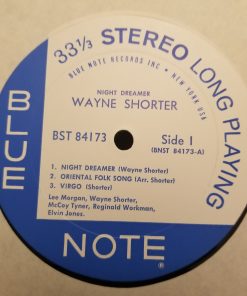 33⅓ STEREO LONG PLAYING
BLUE NOTE RECORDS INC • NEW YORK USA
NIGHT DREAMER
WAYNE SHORTER
BST 84173
Side 1
(BNST 84173-A)
1. NIGHT DREAMER (Wayne Shorter)
2. ORIENTAL FOLK SONG (Arr. Shorter)
3. VIRGO (Shorter)
Lee Morgan, Wayne Shorter,
McCoy Tyner, Reginald Workman,
Elvin Jones.
BLUE
NOTE ®